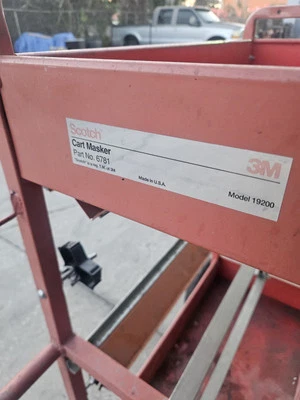 Scotch
Cart Masker
Part No. 6781
3M
Made in U.S.A.
Model 19200